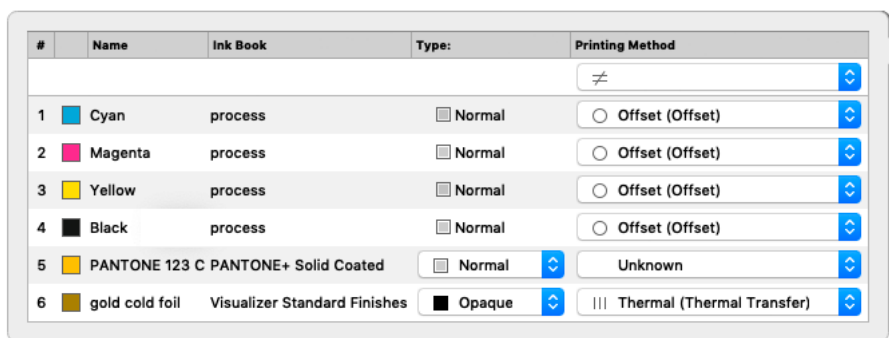 # Name Ink Book Type: Printing Method
≠
1 Cyan process Normal Offset (Offset)
2 Magenta process Normal Offset (Offset)
3 Yellow process Normal Offset (Offset)
4 Black process Normal Offset (Offset)
5 PANTONE 123 C PANTONE+ Solid Coated Normal Unknown
6 gold cold foil Visualizer Standard Finishes Opaque Thermal (Thermal Transfer)